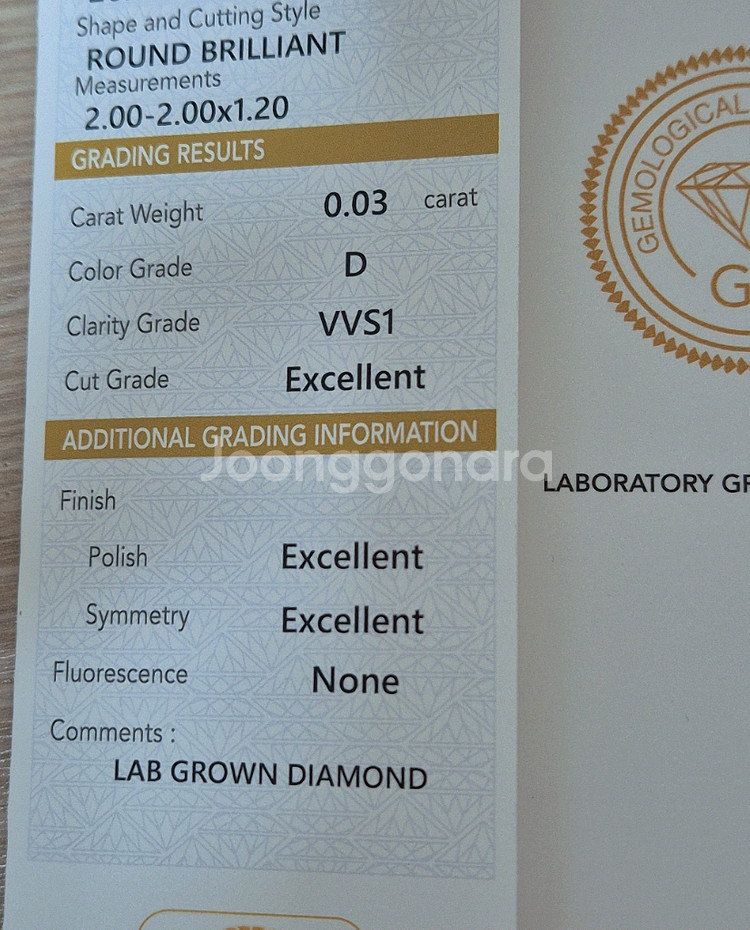 Shape and Cutting Style
ROUND BRILLIANT
Measurements
2.00-2.00x1.20
GRADING RESULTS
Carat Weight 0.03 carat
Color Grade D
Clarity Grade VVS1
Cut Grade Excellent
ADDITIONAL GRADING INFORMATION
Joonggonara
Finish
Polish Excellent
Symmetry Excellent
Fluorescence None
Comments :
LAB GROWN DIAMOND
GEMOLOGICAL
G
LABORATORY GR